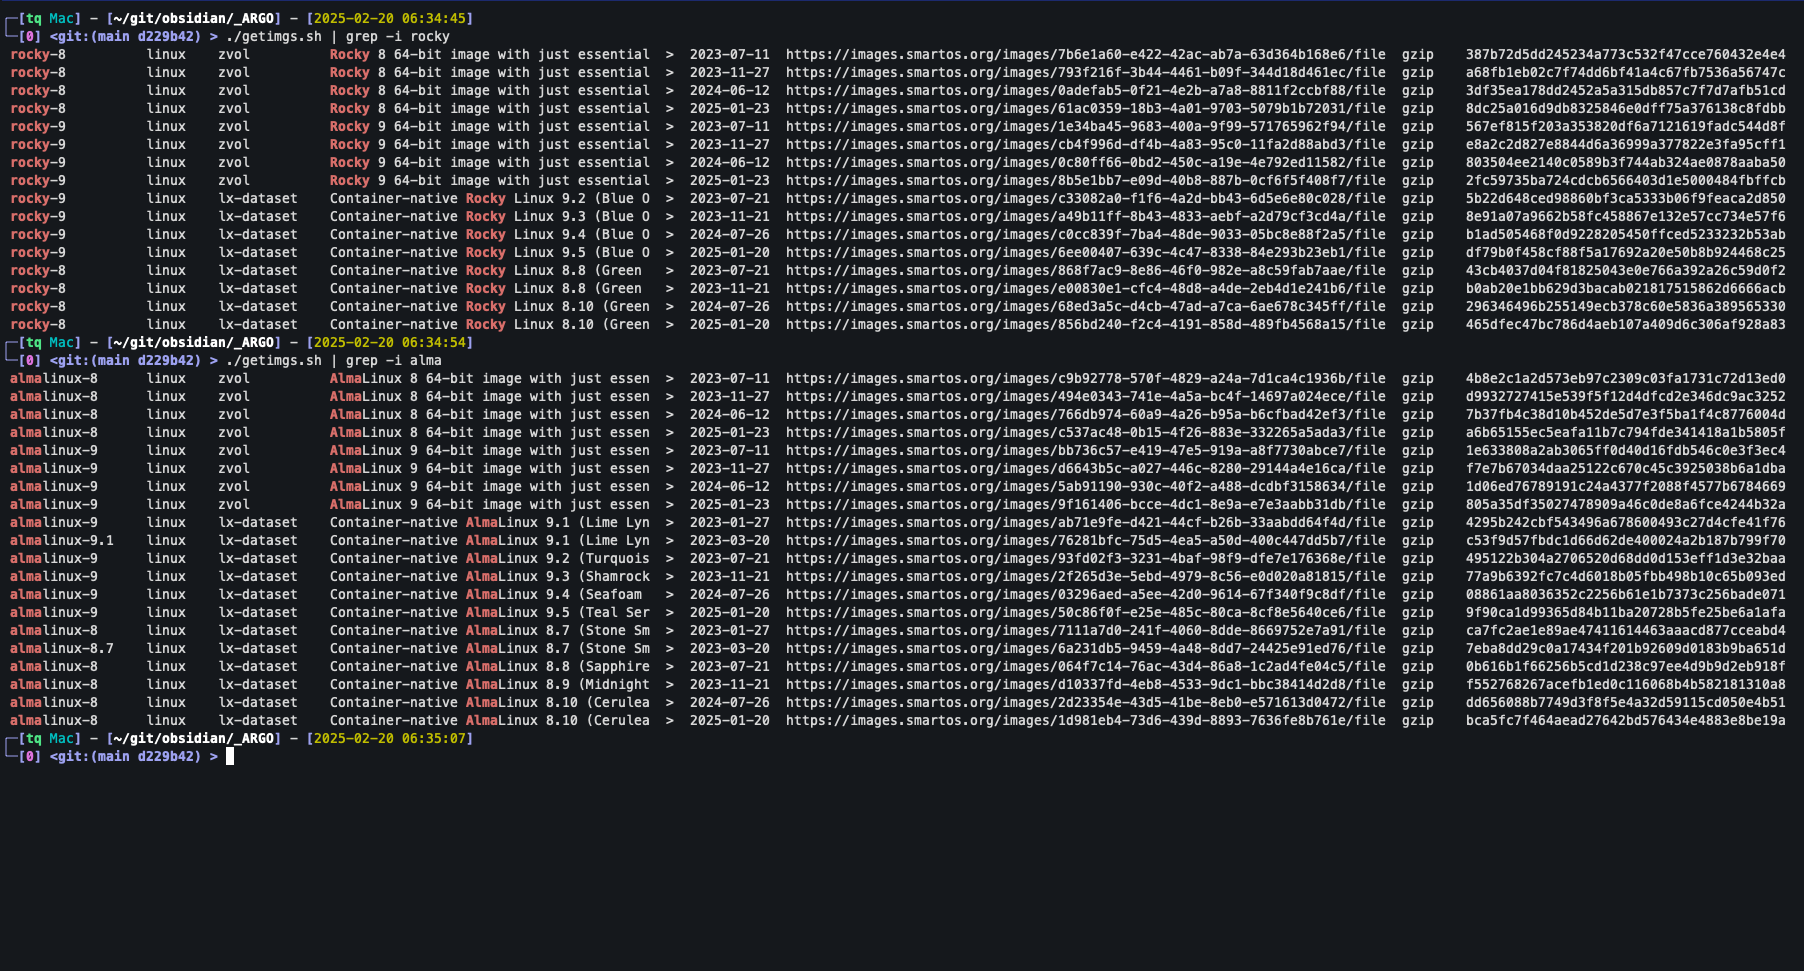 ┌─[tq Mac] - [~/git/obsidian/_ARGO] - [2025-02-20 06:34:45]
└─[0] <git:(main d229b42) > ./getimgs.sh | grep -i rocky
rocky-8 linux zvol Rocky 8 64-bit image with just essential > 2023-07-11 https://images.smartos.org/images/7b6e1a60-e422-42ac-ab7a-63d364b168e6/file gzip 387b72d5dd245234a773c532f47cce760432e4e4
rocky-8 linux zvol Rocky 8 64-bit image with just essential > 2023-11-27 https://images.smartos.org/images/793f216f-3b44-4461-b09f-344d18d461ec/file gzip a68fb1eb02c7f74dd6bf41a4c67fb7536a56747c
rocky-8 linux zvol Rocky 8 64-bit image with just essential > 2024-06-12 https://images.smartos.org/images/0adefab5-0f21-4e2b-a7a8-8811f2ccbf88/file gzip 3df35ea178dd2452a5a315db857c7f7d7afb51cd
rocky-8 linux zvol Rocky 8 64-bit image with just essential > 2025-01-23 https://images.smartos.org/images/61ac0359-18b3-4a01-9703-5079b1b72031/file gzip 8dc25a016d9db8325846e0dff75a376138c8fdbb
rocky-9 linux zvol Rocky 9 64-bit image with just essential > 2023-07-11 https://images.smartos.org/images/1e34ba45-9683-400a-9f99-571765962f94/file gzip 567ef815f203a353820df6a7121619fadc544d8f
rocky-9 linux zvol Rocky 9 64-bit image with just essential > 2023-11-27 https://images.smartos.org/images/cb4f996d-df4b-4a83-95c0-11fa2d88abd3/file gzip e8a2c2d827e8844d6a36999a377822e3fa95cff1
rocky-9 linux zvol Rocky 9 64-bit image with just essential > 2024-06-12 https://images.smartos.org/images/0c80ff66-0bd2-450c-a19e-4e792ed11582/file gzip 803504ee2140c0589b3f744ab324ae0878aaba50
rocky-9 linux zvol Rocky 9 64-bit image with just essential > 2025-01-23 https://images.smartos.org/images/8b5e1bb7-e09d-40b8-887b-0cf6f5f408f7/file gzip 2fc59735ba724cdcb6566403d1e5000484fbffcb
rocky-9 linux lx-dataset Container-native Rocky Linux 9.2 (Blue O > 2023-07-21 https://images.smartos.org/images/c33082a0-f1f6-4a2d-bb43-6d5e6e80c028/file gzip 5b22d648ced98860bf3ca5333b06f9feaca2d850
rocky-9 linux lx-dataset Container-native Rocky Linux 9.3 (Blue O > 2023-11-21 https://images.smartos.org/images/a49b11ff-8b43-4833-aebf-a2d79cf3cd4a/file gzip 8e91a07a9662b58fc458867e132e57cc734e57f6
rocky-9 linux lx-dataset Container-native Rocky Linux 9.4 (Blue O > 2024-07-26 https://images.smartos.org/images/c0cc839f-7ba4-48de-9033-05bc8e88f2a5/file gzip b1ad505468f0d9228205450ffced5233232b53ab
rocky-9 linux lx-dataset Container-native Rocky Linux 9.5 (Blue O > 2025-01-20 https://images.smartos.org/images/6ee00407-639c-4c47-8338-84e293b23eb1/file gzip df79b0f458cf88f5a17692a20e50b8b924468c25
rocky-8 linux lx-dataset Container-native Rocky Linux 8.8 (Green > 2023-07-21 https://images.smartos.org/images/868f7ac9-8e86-46f0-982e-a8c59fab7aae/file gzip 43cb4037d04f81825043e0e766a392a26c59d0f2
rocky-8 linux lx-dataset Container-native Rocky Linux 8.8 (Green > 2023-11-21 https://images.smartos.org/images/e00830e1-cfc4-48d8-a4de-2eb4d1e241b6/file gzip b0ab20e1bb629d3bacab021817515862d6666acb
rocky-8 linux lx-dataset Container-native Rocky Linux 8.10 (Green > 2024-07-26 https://images.smartos.org/images/68ed3a5c-d4cb-47ad-a7ca-6ae678c345ff/file gzip 296346496b255149ecb378c60e5836a389565330
rocky-8 linux lx-dataset Container-native Rocky Linux 8.10 (Green > 2025-01-20 https://images.smartos.org/images/856bd240-f2c4-4191-858d-489fb4568a15/file gzip 465dfec47bc786d4aeb107a409d6c306af928a83
┌─[tq Mac] - [~/git/obsidian/_ARGO] - [2025-02-20 06:34:54]
└─[0] <git:(main d229b42) > ./getimgs.sh | grep -i alma
almalinux-8 linux zvol AlmaLinux 8 64-bit image with just essen > 2023-07-11 https://images.smartos.org/images/c9b92778-570f-4829-a24a-7d1ca4c1936b/file gzip 4b8e2c1a2d573eb97c2309c03fa1731c72d13ed0
almalinux-8 linux zvol AlmaLinux 8 64-bit image with just essen > 2023-11-27 https://images.smartos.org/images/494e0343-741e-4a5a-bc4f-14697a024ece/file gzip d9932727415e539f5f12d4dfcd2e346dc9ac3252
almalinux-8 linux zvol AlmaLinux 8 64-bit image with just essen > 2024-06-12 https://images.smartos.org/images/766db974-60a9-4a26-b95a-b6cfbad42ef3/file gzip 7b37fb4c38d10b452de5d7e3f5ba1f4c8776004d
almalinux-8 linux zvol AlmaLinux 8 64-bit image with just essen > 2025-01-23 https://images.smartos.org/images/c537ac48-0b15-4f26-883e-332265a5ada3/file gzip a6b65155ec5eafa11b7c794fde341418a1b5805f
almalinux-9 linux zvol AlmaLinux 9 64-bit image with just essen > 2023-07-11 https://images.smartos.org/images/bb736c57-e419-47e5-919a-a8f7730abce7/file gzip 1e633808a2ab3065ff0d40d16fdb546c0e3f3ec4
almalinux-9 linux zvol AlmaLinux 9 64-bit image with just essen > 2023-11-27 https://images.smartos.org/images/d6643b5c-a027-446c-8280-29144a4e16ca/file gzip f7e7b67034daa25122c670c45c3925038b6a1dba
almalinux-9 linux zvol AlmaLinux 9 64-bit image with just essen > 2024-06-12 https://images.smartos.org/images/5ab91190-930c-40f2-a488-dcdbf3158634/file gzip 1d06ed76789191c24a4377f2088f4577b6784669
almalinux-9 linux zvol AlmaLinux 9 64-bit image with just essen > 2025-01-23 https://images.smartos.org/images/9f161406-bcce-4dc1-8e9a-e7e3aabb31db/file gzip 805a35df35027478909a46c0de8a6fce4244b32a
almalinux-9 linux lx-dataset Container-native AlmaLinux 9.1 (Lime Lyn > 2023-01-27 https://images.smartos.org/images/ab71e9fe-d421-44cf-b26b-33aabdd64f4d/file gzip 4295b242cbf543496a678600493c27d4cfe41f76
almalinux-9.1 linux lx-dataset Container-native AlmaLinux 9.1 (Lime Lyn > 2023-03-20 https://images.smartos.org/images/76281bfc-75d5-4ea5-a50d-400c447dd5b7/file gzip c53f9d57fbdc1d66d62de400024a2b187b799f70
almalinux-9 linux lx-dataset Container-native AlmaLinux 9.2 (Turquois > 2023-07-21 https://images.smartos.org/images/93fd02f3-3231-4baf-98f9-dfe7e176368e/file gzip 495122b304a2706520d68dd0d153eff1d3e32baa
almalinux-9 linux lx-dataset Container-native AlmaLinux 9.3 (Shamrock > 2023-11-21 https://images.smartos.org/images/2f265d3e-5ebd-4979-8c56-e0d020a81815/file gzip 77a9b6392fc7c4d6018b05fbb498b10c65b093ed
almalinux-9 linux lx-dataset Container-native AlmaLinux 9.4 (Seafoam > 2024-07-26 https://images.smartos.org/images/03296aed-a5ee-42d0-9614-67f340f9c8df/file gzip 08861aa8036352c2256b61e1b7373c256bade071
almalinux-9 linux lx-dataset Container-native AlmaLinux 9.5 (Teal Ser > 2025-01-20 https://images.smartos.org/images/50c86f0f-e25e-485c-80ca-8cf8e5640ce6/file gzip 9f90ca1d99365d84b11ba20728b5fe25be6a1afa
almalinux-8 linux lx-dataset Container-native AlmaLinux 8.7 (Stone Sm > 2023-01-27 https://images.smartos.org/images/7111a7d0-241f-4060-8dde-8669752e7a91/file gzip ca7fc2ae1e89ae47411614463aaacd877cceabd4
almalinux-8.7 linux lx-dataset Container-native AlmaLinux 8.7 (Stone Sm > 2023-03-20 https://images.smartos.org/images/6a231db5-9459-4a48-8dd7-24425e91ed76/file gzip 7eba8dd29c0a17434f201b92609d0183b9ba651d
almalinux-8 linux lx-dataset Container-native AlmaLinux 8.8 (Sapphire > 2023-07-21 https://images.smartos.org/images/064f7c14-76ac-43d4-86a8-1c2ad4fe04c5/file gzip 0b616b1f66256b5cd1d238c97ee4d9b9d2eb918f
almalinux-8 linux lx-dataset Container-native AlmaLinux 8.9 (Midnight > 2023-11-21 https://images.smartos.org/images/d10337fd-4eb8-4533-9dc1-bbc38414d2d8/file gzip f552768267acefb1ed0c116068b4b582181310a8
almalinux-8 linux lx-dataset Container-native AlmaLinux 8.10 (Cerulea > 2024-07-26 https://images.smartos.org/images/2d23354e-43d5-41be-8eb0-e571613d0472/file gzip dd656088b7749d3f8f5e4a32d59115cd050e4b51
almalinux-8 linux lx-dataset Container-native AlmaLinux 8.10 (Cerulea > 2025-01-20 https://images.smartos.org/images/1d981eb4-73d6-439d-8893-7636fe8b761e/file gzip bca5fc7f464aead27642bd576434e4883e8be19a
┌─[tq Mac] - [~/git/obsidian/_ARGO] - [2025-02-20 06:35:07]
└─[0] <git:(main d229b42) >